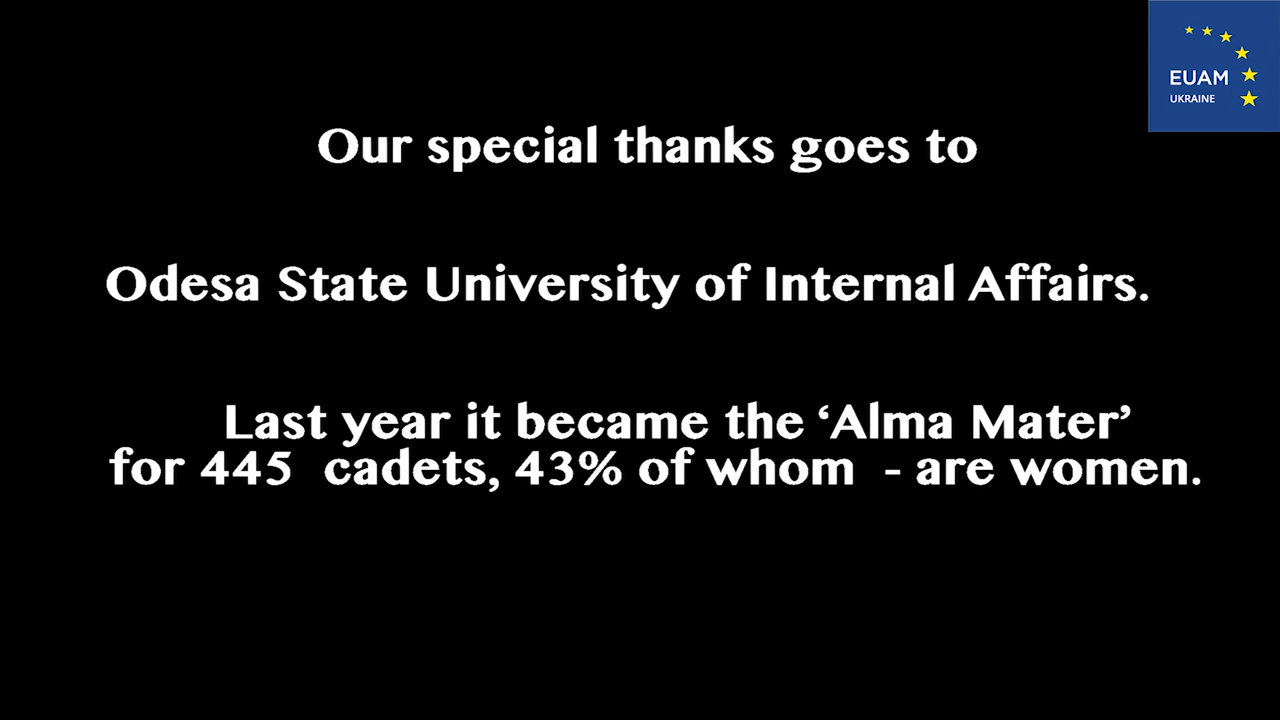 EUAM
UKRAINE
Our special thanks goes to
Odesa State University of Internal Affairs.
Last year it became the ‘Alma Mater’
for 445 cadets, 43% of whom - are women.